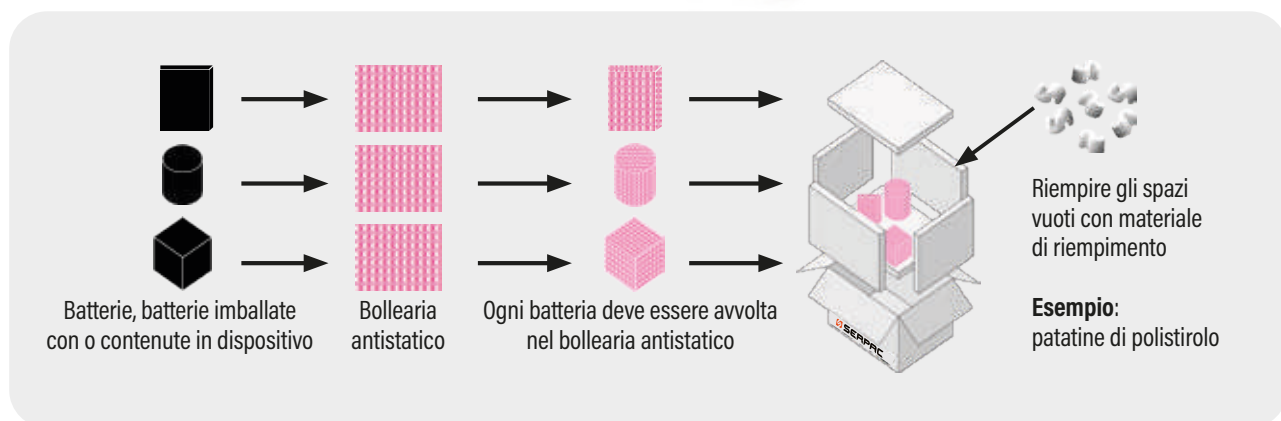 Batterie, batterie imballate
con o contenute in dispositivo
Bollearia
antistatico
Ogni batteria deve essere avvolta
nel bollearia antistatico
SEAPAC
Riempire gli spazi
vuoti con materiale
di riempimento
Esempio:
patatine di polistirolo